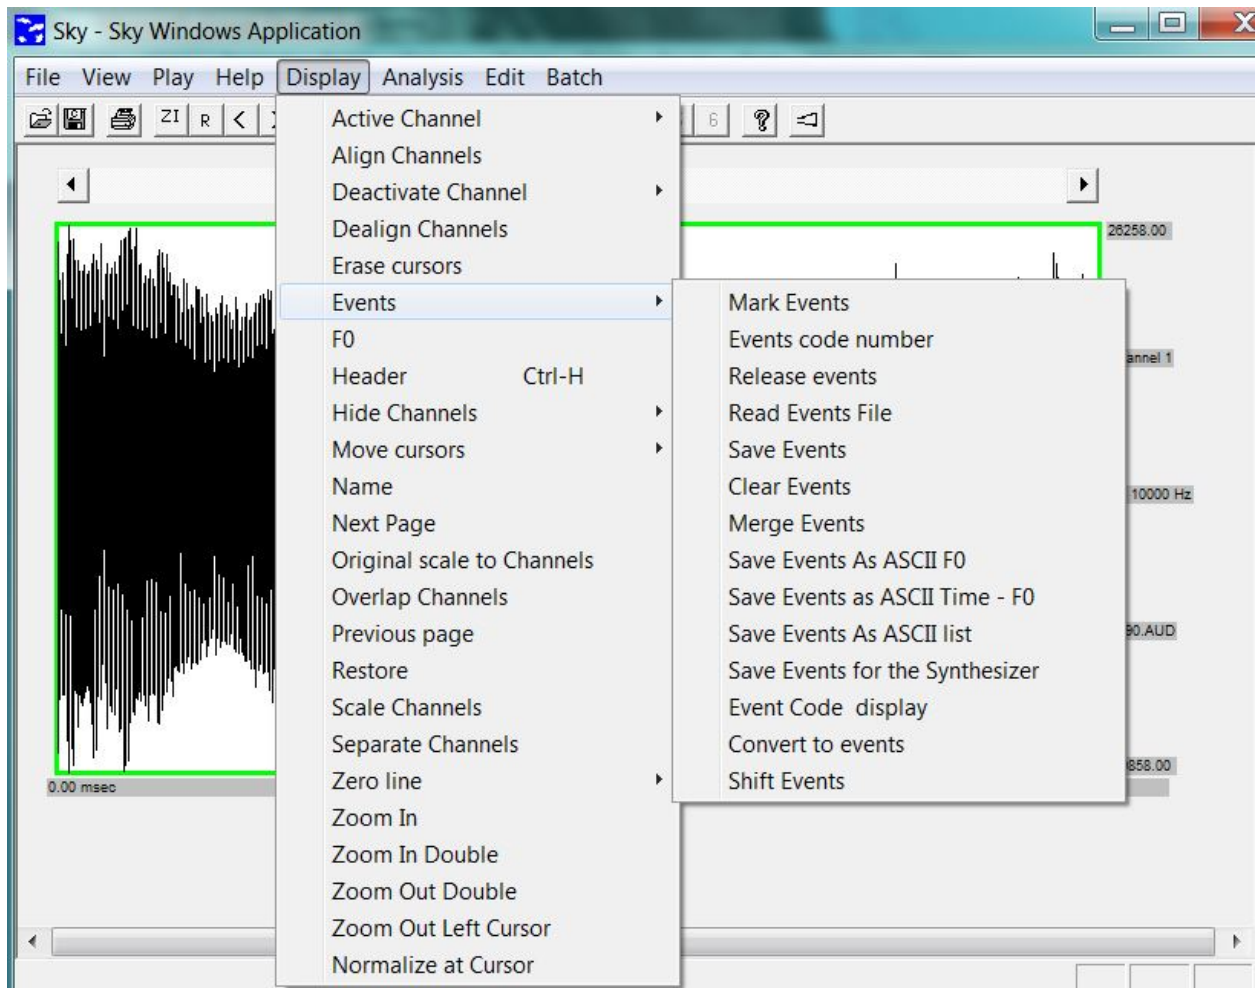 Sky - Sky Windows Application
File View Play Help Display Analysis Edit Batch
ZI R < 6
Active Channel
Align Channels
Deactivate Channel
Dealign Channels
Erase cursors
Events
F0
Header Ctrl-H
Hide Channels
Move cursors
Name
Next Page
Original scale to Channels
Overlap Channels
Previous page
Restore
Scale Channels
Separate Channels
Zero line
Zoom In
Zoom In Double
Zoom Out Double
Zoom Out Left Cursor
Normalize at Cursor
Mark Events
Events code number
Release events
Read Events File
Save Events
Clear Events
Merge Events
Save Events As ASCII F0
Save Events as ASCII Time - F0
Save Events As ASCII list
Save Events for the Synthesizer
Event Code display
Convert to events
Shift Events
26258.00
annel 1
10000 Hz
90.AUD
858.00
0.00 msec